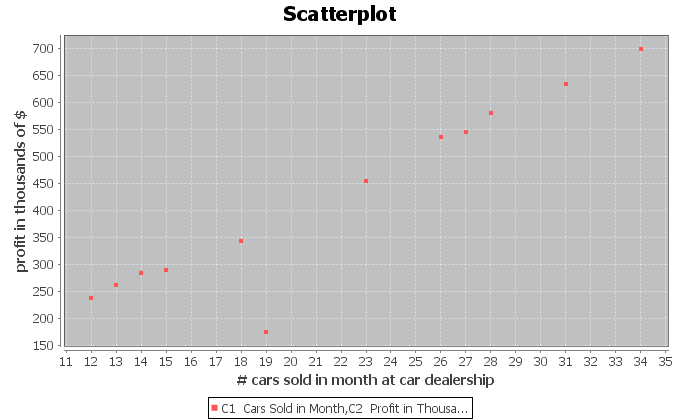 Scatterplot
profit in thousands of $
700
650
600
550
500
450
400
350
300
250
200
150
11 12 13 14 15 16 17 18 19 20 21 22 23 24 25 26 27 28 29 30 31 32 33 34 35
# cars sold in month at car dealership
C1 Cars Sold in Month,C2 Profit in Thousa...